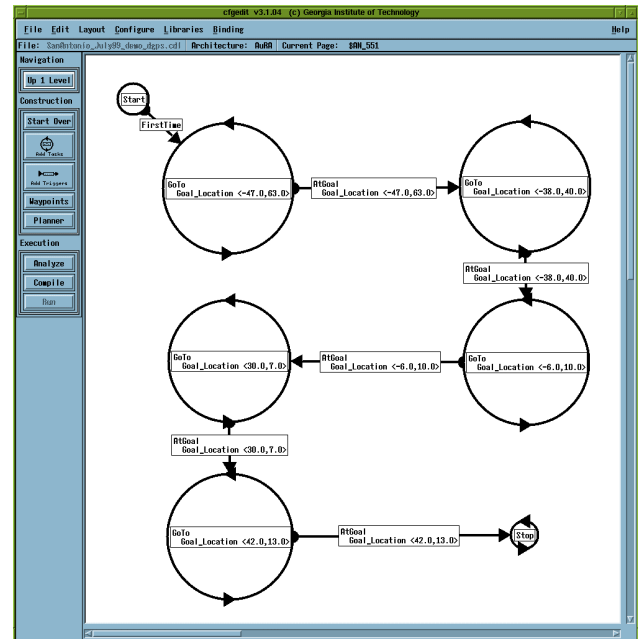 cfgedit v3.1.04 (c) Georgia Institute of Technology
File Edit Layout Configure Libraries Binding Help
File: SanAntonio_July99_demo_dgps.cdl Architecture: AuRA Current Page: $AN_551
Navigation
Up 1 Level
Construction
Start Over
Add Tasks
Add Triggers
Waypoints
Planner
Execution
Analyze
Compile
Run
Start
FirstTime
GoTo
Goal_Location <-47.0,63.0>
AtGoal
Goal_Location <-47.0,63.0>
GoTo
Goal_Location <-38.0,40.0>
AtGoal
Goal_Location <-38.0,40.0>
GoTo
Goal_Location <-6.0,10.0>
AtGoal
Goal_Location <-6.0,10.0>
GoTo
Goal_Location <30.0,7.0>
AtGoal
Goal_Location <30.0,7.0>
GoTo
Goal_Location <42.0,13.0>
AtGoal
Goal_Location <42.0,13.0>
Stop